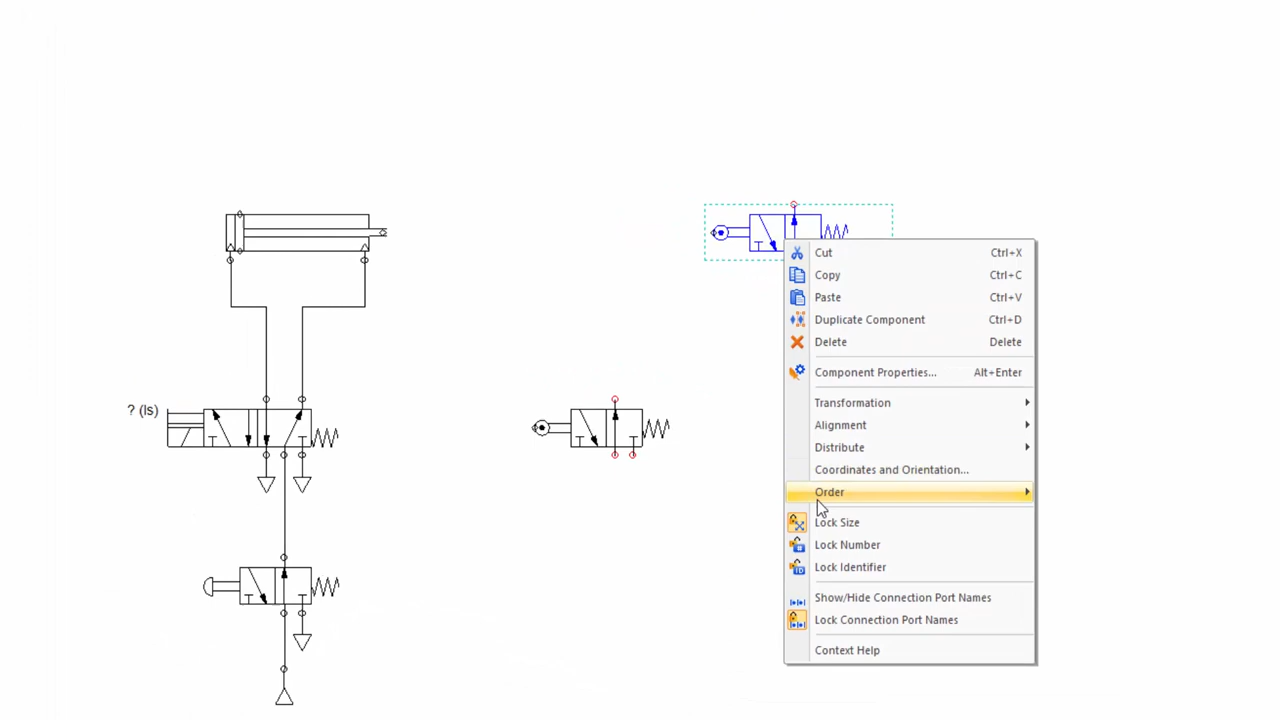 Cut Ctrl+X
Copy Ctrl+C
Paste Ctrl+V
Duplicate Component Ctrl+D
Delete Delete
Component Properties... Alt+Enter
Transformation
? (ls)
Alignment
Distribute
Coordinates and Orientation...
Order
Lock Size
Lock Number
Lock Identifier
Show/Hide Connection Port Names
Lock Connection Port Names
Context Help